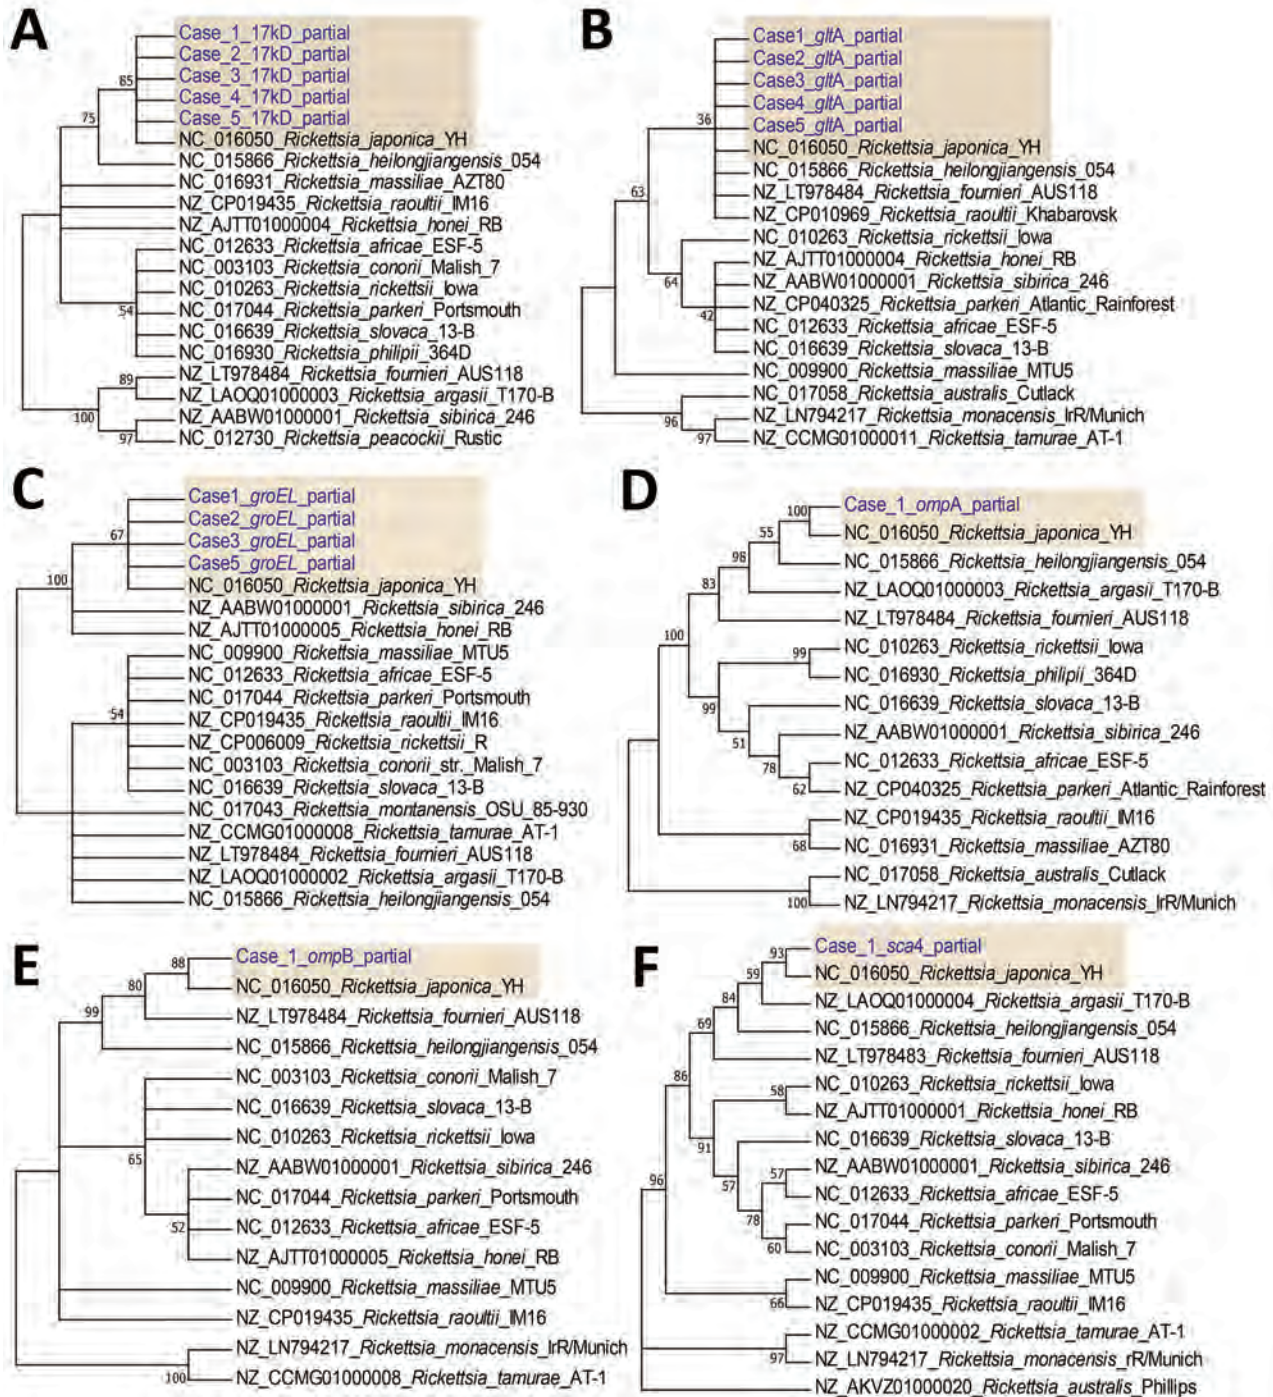 A
Case_1_17kD_partial
Case_2_17kD_partial
Case_3_17kD_partial
Case_4_17kD_partial
Case_5_17kD_partial
NC_016050_Rickettsia_japonica_YH
NC_015866_Rickettsia_heilongjiangensis_054
NC_016931_Rickettsia_massiliae_AZT80
NZ_CP019435_Rickettsia_raoultii_IM16
NZ_AJTT01000004_Rickettsia_honei_RB
NC_012633_Rickettsia_africae_ESF-5
NC_003103_Rickettsia_conorii_Malish_7
NC_010263_Rickettsia_rickettsii_Iowa
NC_017044_Rickettsia_parkeri_Portsmouth
NC_016639_Rickettsia_slovaca_13-B
NC_016930_Rickettsia_philipii_364D
NZ_LT978484_Rickettsia_fournieri_AUS118
NZ_LAOQ01000003_Rickettsia_argasii_T170-B
NZ_AABW01000001_Rickettsia_sibirica_246
NC_012730_Rickettsia_peacockii_Rustic
85
75
54
89
100
97
B
Case1_gltA_partial
Case2_gltA_partial
Case3_gltA_partial
Case4_gltA_partial
Case5_gltA_partial
NC_016050_Rickettsia_japonica_YH
NC_015866_Rickettsia_heilongjiangensis_054
NZ_LT978484_Rickettsia_fournieri_AUS118
NZ_CP010969_Rickettsia_raoultii_Khabarovsk
NC_010263_Rickettsia_rickettsii_Iowa
NZ_AJTT01000004_Rickettsia_honei_RB
NZ_AABW01000001_Rickettsia_sibirica_246
NZ_CP040325_Rickettsia_parkeri_Atlantic_Rainforest
NC_012633_Rickettsia_africae_ESF-5
NC_016639_Rickettsia_slovaca_13-B
NC_009900_Rickettsia_massiliae_MTU5
NC_017058_Rickettsia_australis_Cutlack
NZ_LN794217_Rickettsia_monacensis_IrR/Munich
NZ_CCMG01000011_Rickettsia_tamurae_AT-1
36
63
64
42
96
97
C
Case1_groEL_partial
Case2_groEL_partial
Case3_groEL_partial
Case5_groEL_partial
NC_016050_Rickettsia_japonica_YH
NZ_AABW01000001_Rickettsia_sibirica_246
NZ_AJTT01000005_Rickettsia_honei_RB
NC_009900_Rickettsia_massiliae_MTU5
NC_012633_Rickettsia_africae_ESF-5
NC_017044_Rickettsia_parkeri_Portsmouth
NZ_CP019435_Rickettsia_raoultii_IM16
NZ_CP006009_Rickettsia_rickettsii_R
NC_003103_Rickettsia_conorii_str._Malish_7
NC_016639_Rickettsia_slovaca_13-B
NC_017043_Rickettsia_montanensis_OSU_85-930
NZ_CCMG01000008_Rickettsia_tamurae_AT-1
NZ_LT978484_Rickettsia_fournieri_AUS118
NZ_LAOQ01000002_Rickettsia_argasii_T170-B
NC_015866_Rickettsia_heilongjiangensis_054
67
100
54
D
Case_1_ompA_partial
NC_016050_Rickettsia_japonica_YH
NC_015866_Rickettsia_heilongjiangensis_054
NZ_LAOQ01000003_Rickettsia_argasii_T170-B
NZ_LT978484_Rickettsia_fournieri_AUS118
NC_010263_Rickettsia_rickettsii_Iowa
NC_016930_Rickettsia_philipii_364D
NC_016639_Rickettsia_slovaca_13-B
NZ_AABW01000001_Rickettsia_sibirica_246
NC_012633_Rickettsia_africae_ESF-5
NZ_CP040325_Rickettsia_parkeri_Atlantic_Rainforest
NZ_CP019435_Rickettsia_raoultii_IM16
NC_016931_Rickettsia_massiliae_AZT80
NC_017058_Rickettsia_australis_Cutlack
NZ_LN794217_Rickettsia_monacensis_IrR/Munich
100
55
98
83
100
99
99
51
78
62
68
100
E
Case_1_ompB_partial
NC_016050_Rickettsia_japonica_YH
NZ_LT978484_Rickettsia_fournieri_AUS118
NC_015866_Rickettsia_heilongjiangensis_054
NC_003103_Rickettsia_conorii_Malish_7
NC_016639_Rickettsia_slovaca_13-B
NC_010263_Rickettsia_rickettsii_Iowa
NZ_AABW01000001_Rickettsia_sibirica_246
NC_017044_Rickettsia_parkeri_Portsmouth
NC_012633_Rickettsia_africae_ESF-5
NZ_AJTT01000005_Rickettsia_honei_RB
NC_009900_Rickettsia_massiliae_MTU5
NZ_CP019435_Rickettsia_raoultii_IM16
NZ_LN794217_Rickettsia_monacensis_IrR/Munich
NZ_CCMG01000008_Rickettsia_tamurae_AT-1
88
80
99
65
52
100
F
Case_1_sca4_partial
NC_016050_Rickettsia_japonica_YH
NZ_LAOQ01000004_Rickettsia_argasii_T170-B
NC_015866_Rickettsia_heilongjiangensis_054
NZ_LT978483_Rickettsia_fournieri_AUS118
NC_010263_Rickettsia_rickettsii_Iowa
NZ_AJTT01000001_Rickettsia_honei_RB
NC_016639_Rickettsia_slovaca_13-B
NZ_AABW01000001_Rickettsia_sibirica_246
NC_012633_Rickettsia_africae_ESF-5
NC_017044_Rickettsia_parkeri_Portsmouth
NC_003103_Rickettsia_conorii_Malish_7
NC_009900_Rickettsia_massiliae_MTU5
NZ_CP019435_Rickettsia_raoultii_IM16
NZ_CCMG01000002_Rickettsia_tamurae_AT-1
NZ_LN794217_Rickettsia_monacensis_rR/Munich
NZ_AKVZ01000020_Rickettsia_australis_Phillips
93
59
84
69
86
58
91
57
57
78
60
96
66
97